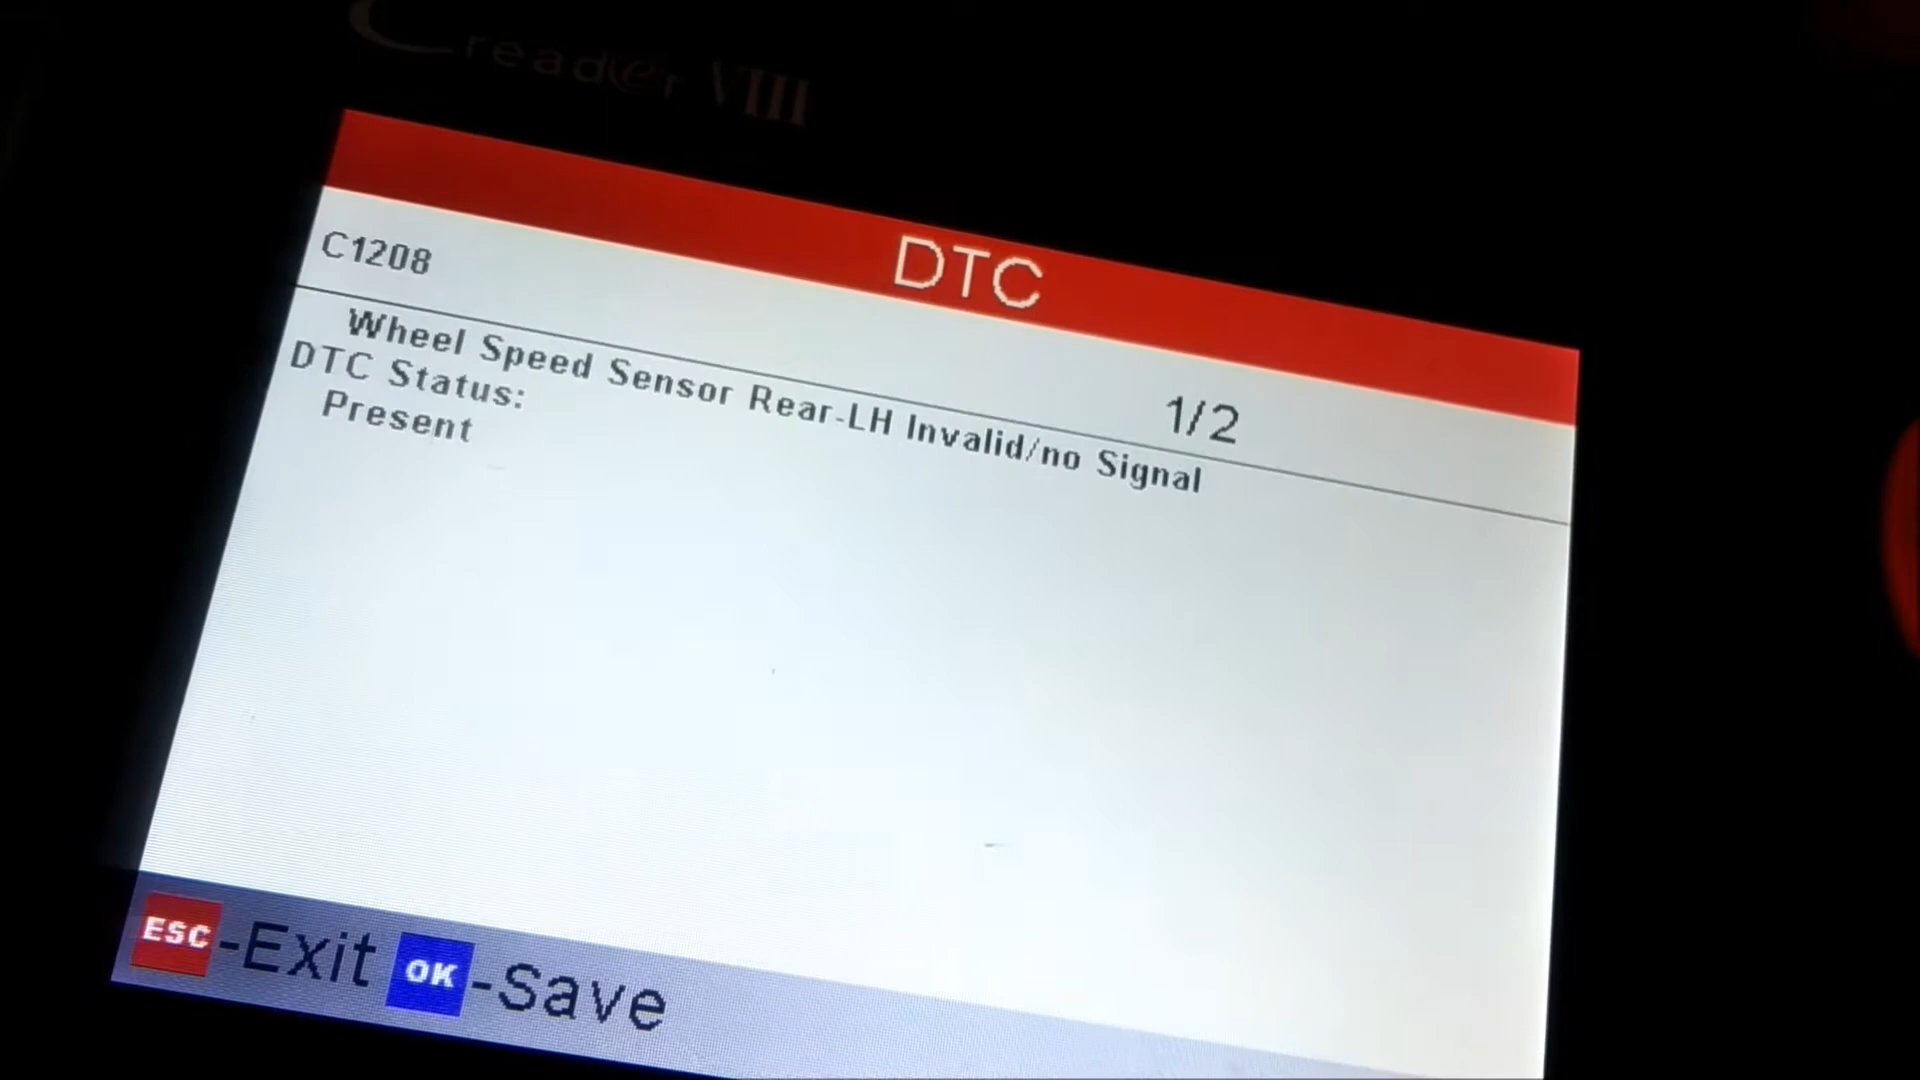 Creader VIII
DTC
C1208
1/2
Wheel Speed Sensor Rear-LH Invalid/no Signal
DTC Status:
Present
ESC-Exit OK-Save